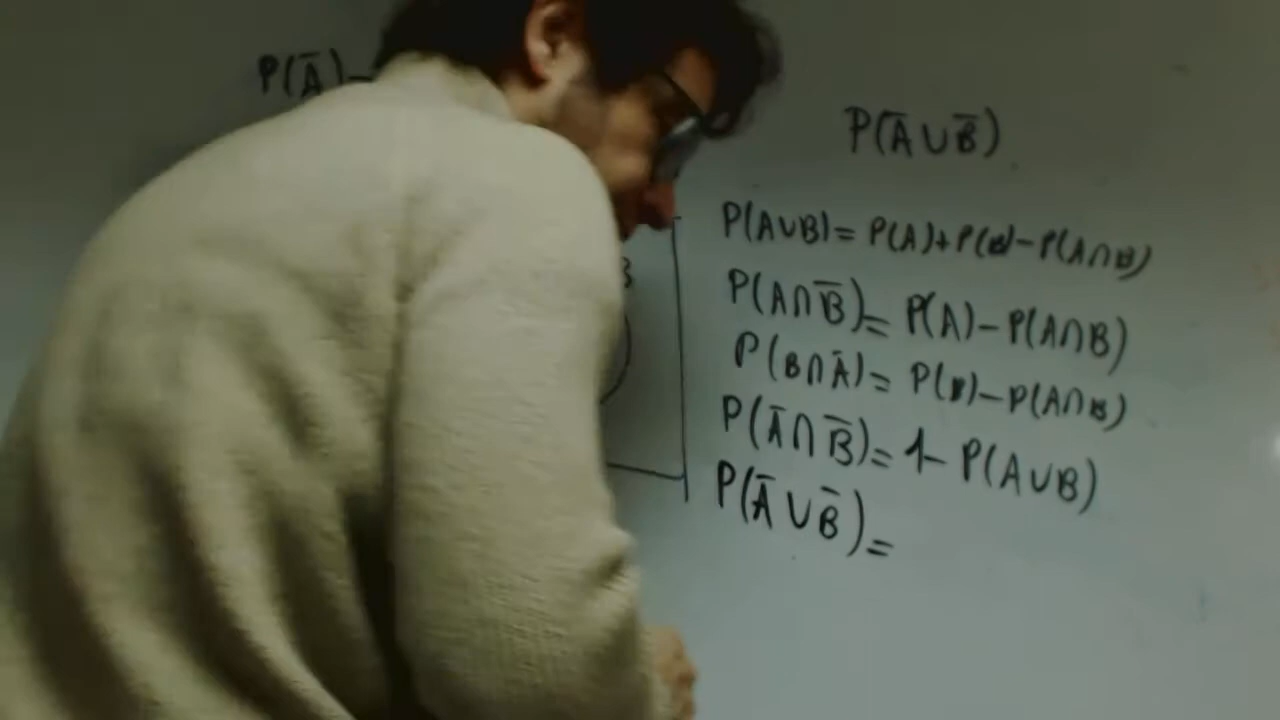 P(Ā)-
P(Ā∪B̄)
P(A∪B)= P(A)+P(B)-P(A∩B)
B
P(A∩B̄)= P(A)-P(A∩B)
P(B∩Ā)= P(B)-P(A∩B)
P(Ā∩B̄)= 1- P(A∪B)
P(Ā∪B̄)=